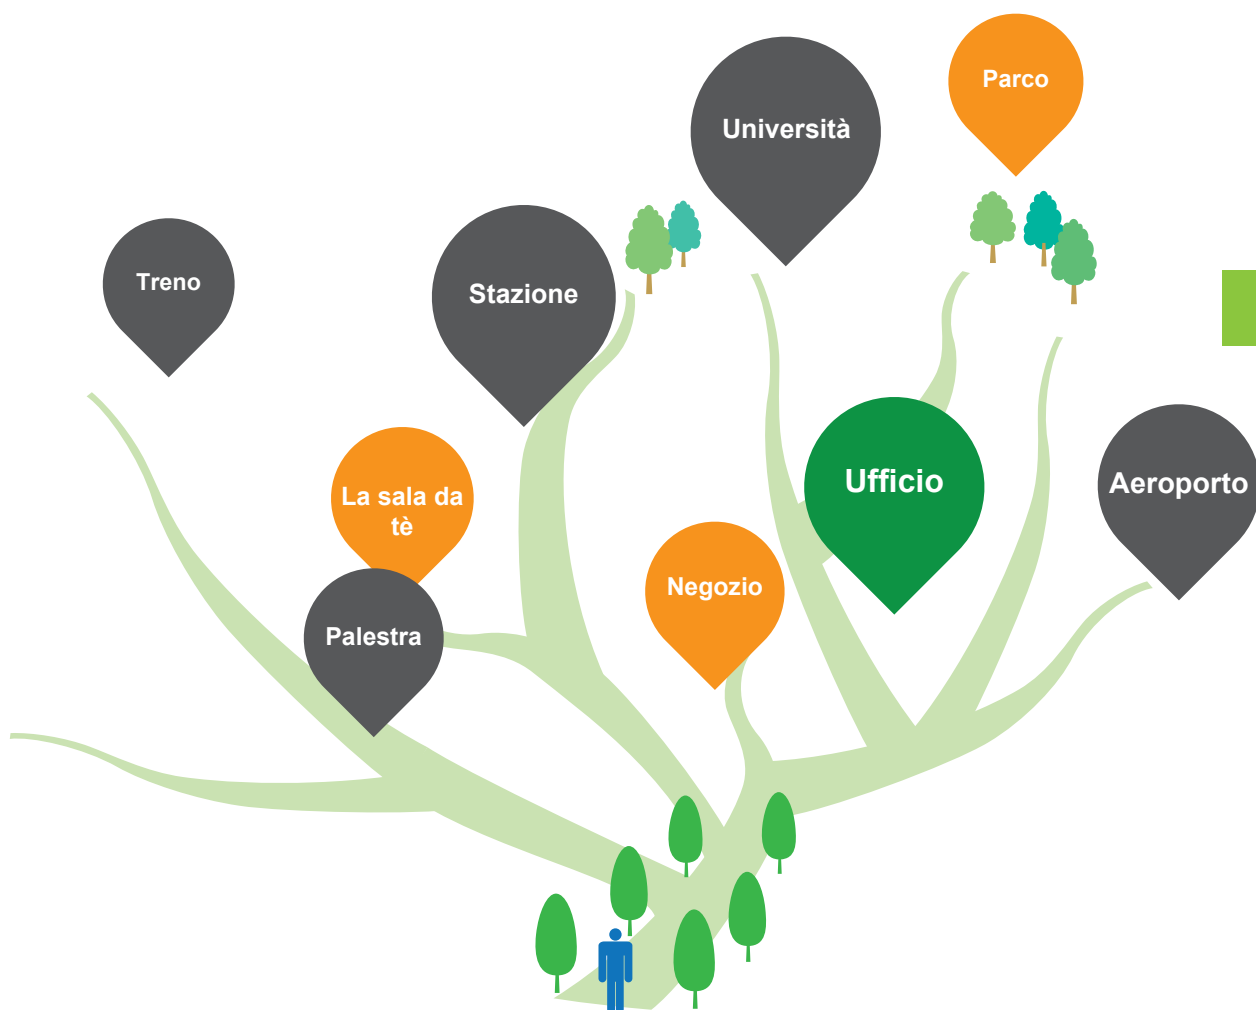 Parco
Università
Treno
Stazione
Ufficio
Aeroporto
La sala da
tè
Negozio
Palestra